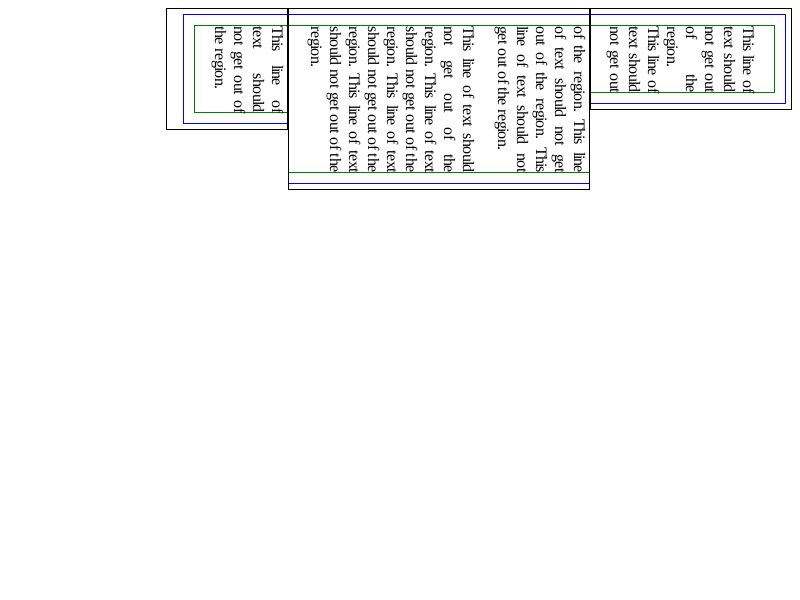 This line of
text should
not get out
of the
region.
This line of
text should
not get out
of the region. This line
of text should not get
out of the region. This
line of text should not
get out of the region.
This line of text should
not get out of the
region. This line of text
should not get out of the
region. This line of text
should not get out of the
region. This line of text
should not get out of the
region.
This line of
text should
not get out of
the region.